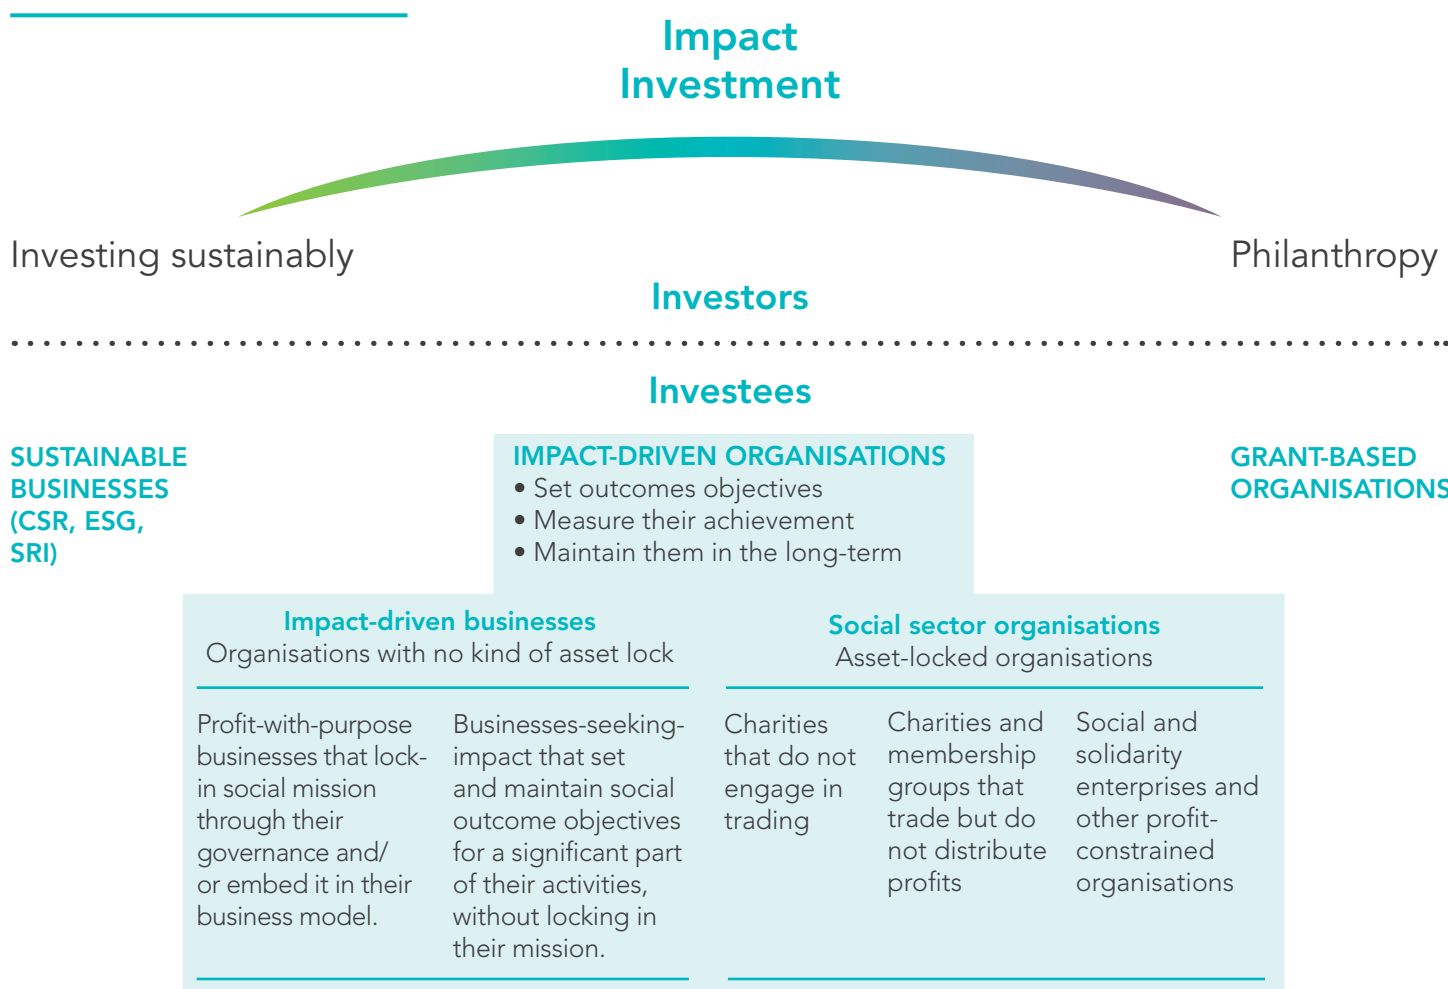 Impact
Investment
Investing sustainably
Philanthropy
Investors
Investees
SUSTAINABLE
BUSINESSES
(CSR, ESG,
SRI)
IMPACT-DRIVEN ORGANISATIONS
• Set outcomes objectives
• Measure their achievement
• Maintain them in the long-term
GRANT-BASED
ORGANISATIONS
Impact-driven businesses
Organisations with no kind of asset lock
Social sector organisations
Asset-locked organisations
Profit-with-purpose
businesses that lock-
in social mission
through their
governance and/
or embed it in their
business model.
Businesses-seeking-
impact that set
and maintain social
outcome objectives
for a significant part
of their activities,
without locking in
their mission.
Charities
that do not
engage in
trading
Charities and
membership
groups that
trade but do
not distribute
profits
Social and
solidarity
enterprises and
other profit-
constrained
organisations